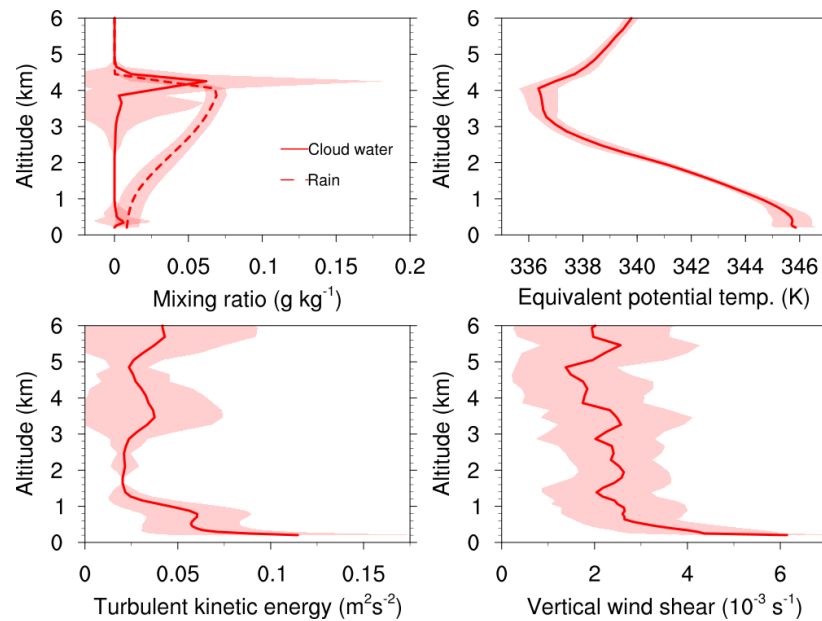 6
5
4
3
2
1
0
Altitude (km)
Cloud water
Rain
0 0.05 0.1 0.15 0.2
Mixing ratio (g kg-1)
6
5
4
3
2
1
0
Altitude (km)
336 338 340 342 344 346
Equivalent potential temp. (K)
6
5
4
3
2
1
0
Altitude (km)
0 0.05 0.1 0.15
Turbulent kinetic energy (m2s-2)
6
5
4
3
2
1
0
Altitude (km)
0 2 4 6
Vertical wind shear (10-3 s-1)